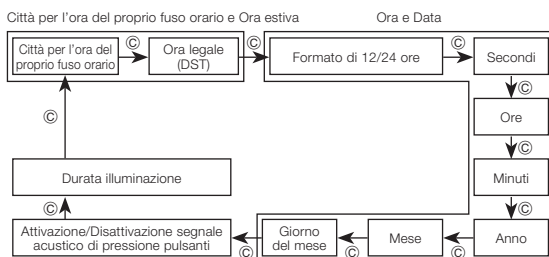 Città per l'ora del proprio fuso orario e Ora estiva
Ora e Data
Città per l'ora del
proprio fuso orario
©
Ora legale
(DST)
©
Formato di 12/24 ore
©
Secondi
©
Ore
©
Minuti
©
Anno
©
Mese
©
Giorno
del mese
©
Attivazione/Disattivazione segnale
acustico di pressione pulsanti
©
Durata illuminazione
©